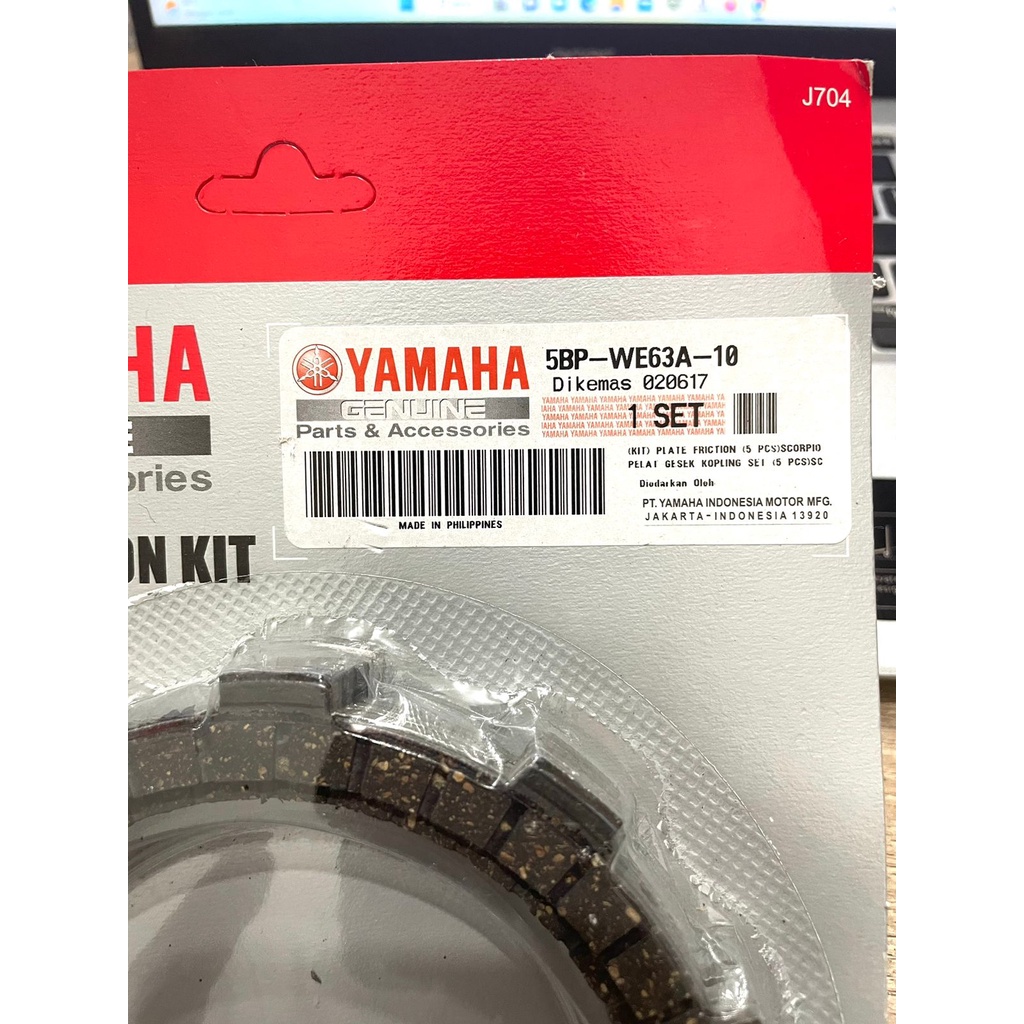 J704
HA
YAMAHA
5BP-WE63A-10
Dikemas 020617
GENUINE
1 SET
Parts & Accessories
(KIT) PLATE FRICTION (5 PCS)SCORPIO
PELAT GESEK KOPLING SET (5 PCS)SC
Diedarkan Oleh
PT. YAMAHA INDONESIA MOTOR MFG.
JAKARTA-INDONESIA 13920
MADE IN PHILIPPINES
E
ories
ON KIT